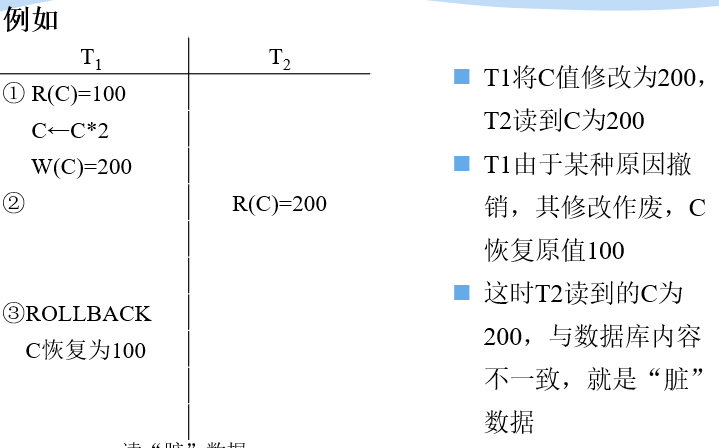 例如
T1 T2
① R(C)=100
C←C*2
W(C)=200
② R(C)=200
③ROLLBACK
C恢复为100
读“脏”数据
T1将C值修改为200，
T2读到C为200
T1由于某种原因撤
销，其修改作废，C
恢复原值100
这时T2读到的C为
200，与数据库内容
不一致，就是“脏”
数据